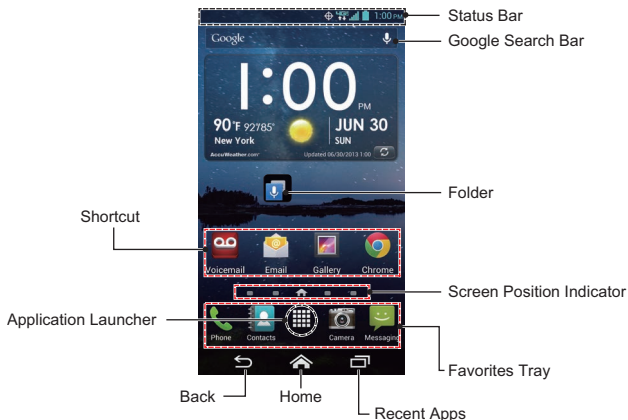 1:00 PM
Status Bar
Google
Google Search Bar
1:00
PM
90°F 92°/85°
JUN 30
New York
SUN
AccuWeather.com
Updated 06/30/2013 1:00
Folder
Shortcut
Voicemail Email Gallery Chrome
Screen Position Indicator
Application Launcher
Phone Contacts Camera Messaging
Favorites Tray
Back Home
Recent Apps